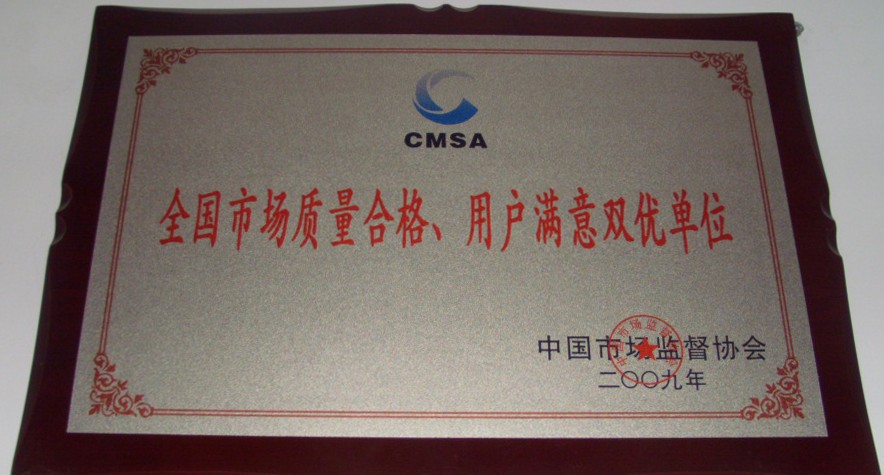 CMSA
全国市场质量合格、用户满意双优单位
中国市场监督协会
二〇〇九年